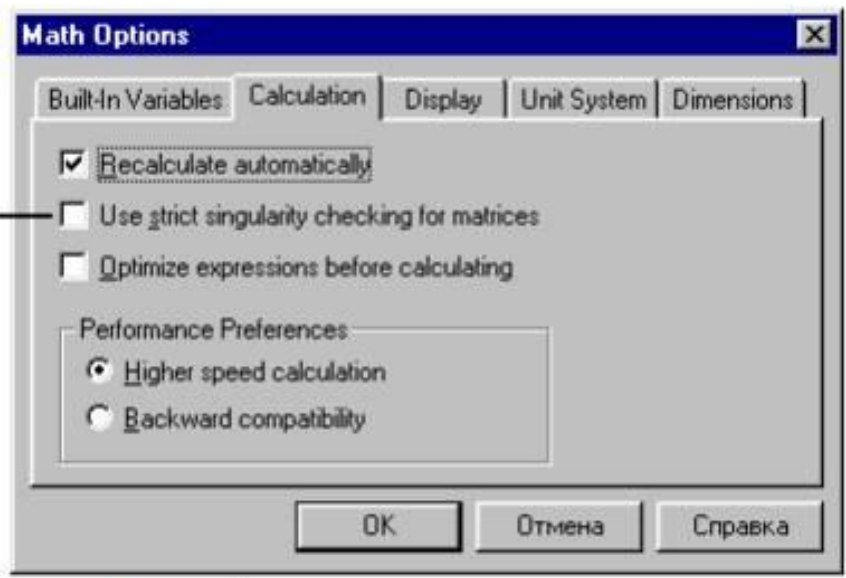 Math Options
Built-In Variables Calculation Display Unit System Dimensions
Recalculate automatically
Use strict singularity checking for matrices
Optimize expressions before calculating
Performance Preferences
Higher speed calculation
Backward compatibility
OK Отмена Справка